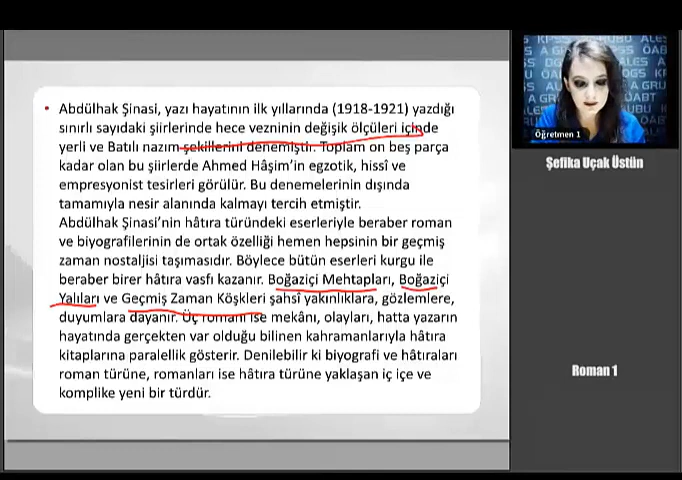 Abdülhak Şinasi, yazı hayatının ilk yıllarında (1918-1921) yazdığı
sınırlı sayıdaki şiirlerinde hece vezninin değişik ölçüleri içinde
yerli ve Batılı nazım şekillerini denemiştir. Toplam on beş parça
kadar olan bu şiirlerde Ahmed Hâşim'in egzotik, hissî ve
empresyonist tesirleri görülür. Bu denemelerinin dışında
tamamıyla nesir alanında kalmayı tercih etmiştir.
Abdülhak Şinasi'nin hâtıra türündeki eserleriyle beraber roman
ve biyografilerinin de ortak özelliği hemen hepsinin bir geçmiş
zaman nostaljisi taşımasıdır. Böylece bütün eserleri kurgu ile
beraber birer hâtıra vasfı kazanır. Boğaziçi Mehtapları, Boğaziçi
Yalıları ve Geçmiş Zaman Köşkleri şahsî yakınlıklara, gözlemlere,
duyumlara dayanır. Üç romanı ise mekânı, olayları, hatta yazarın
hayatında gerçekten var olduğu bilinen kahramanlarıyla hâtıra
kitaplarına paralellik gösterir. Denilebilir ki biyografi ve hâtıraları
roman türüne, romanları ise hâtıra türüne yaklaşan iç içe ve
komplike yeni bir türdür.
Öğretmen 1
Şefika Uçak Üstün
Roman 1